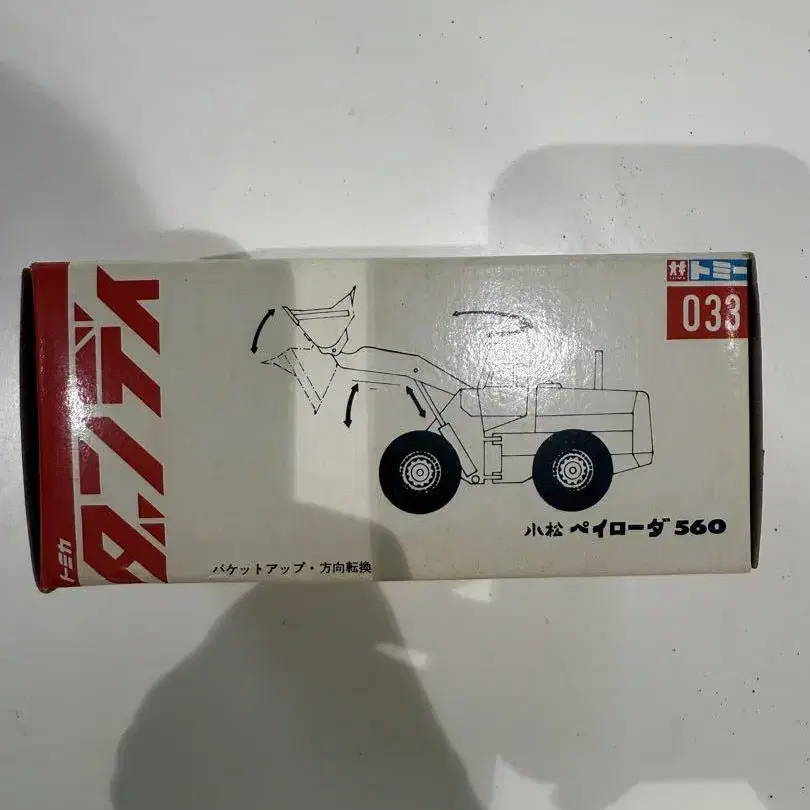 トミカ
ダンディ
TOMY
トミー
033
小松 ペイローダ 560
バケットアップ・方向転換